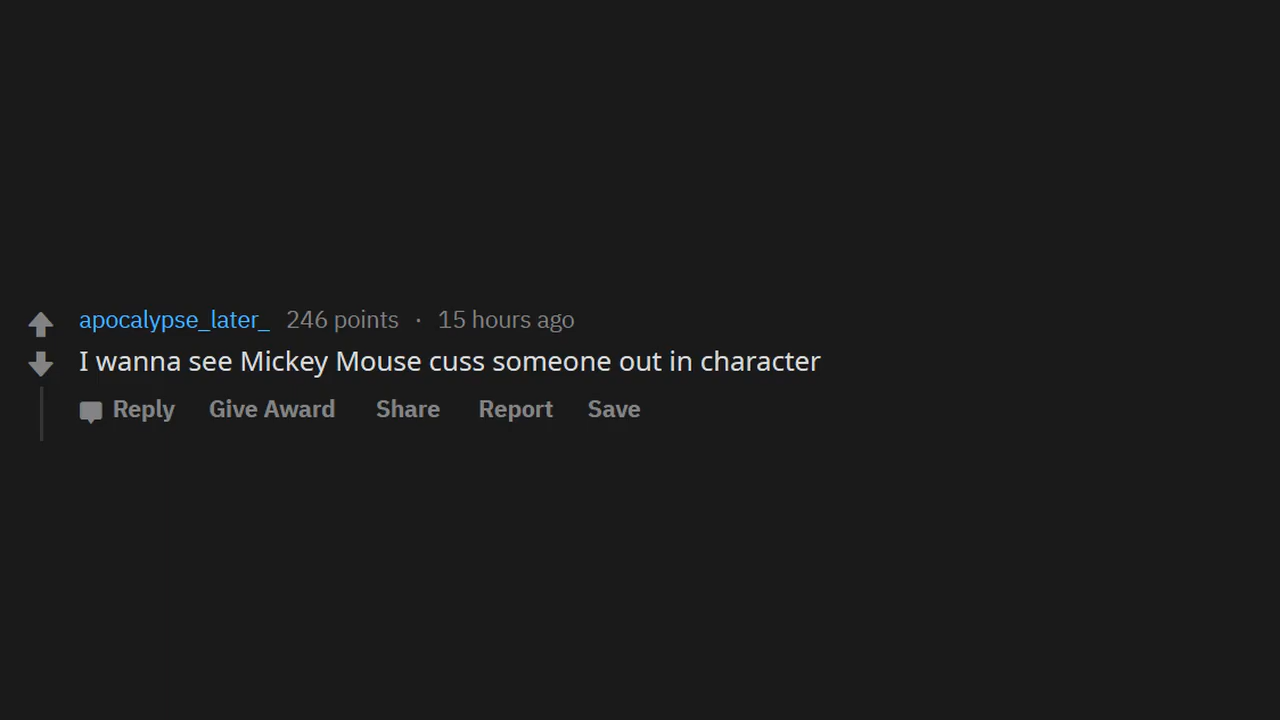 apocalypse_later_ 246 points · 15 hours ago
I wanna see Mickey Mouse cuss someone out in character
Reply Give Award Share Report Save